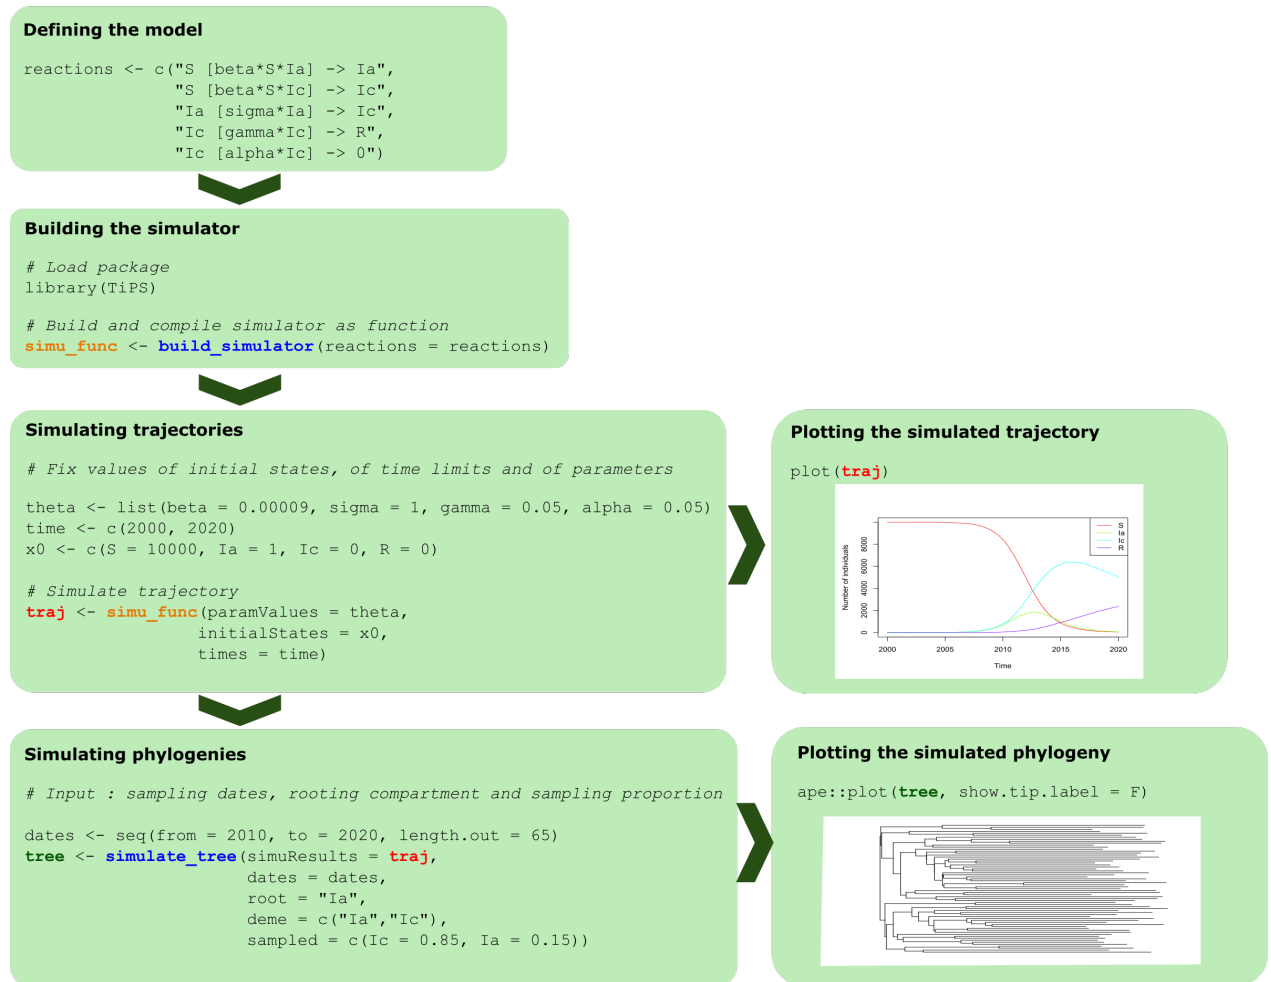 Defining the model
reactions <- c("S [beta*S*Ia] -> Ia",
"S [beta*S*Ic] -> Ic",
"Ia [sigma*Ia] -> Ic",
"Ic [gamma*Ic] -> R",
"Ic [alpha*Ic] -> 0")
Building the simulator
# Load package
library(TiPS)
# Build and compile simulator as function
simu_func <- build_simulator(reactions = reactions)
Simulating trajectories
# Fix values of initial states, of time limits and of parameters
theta <- list(beta = 0.00009, sigma = 1, gamma = 0.05, alpha = 0.05)
time <- c(2000, 2020)
x0 <- c(S = 10000, Ia = 1, Ic = 0, R = 0)
# Simulate trajectory
traj <- simu_func(paramValues = theta,
initialStates = x0,
times = time)
Plotting the simulated trajectory
plot(traj)
Number of individuals
8000
6000
4000
2000
0
S
Ia
Ic
R
2000 2005 2010 2015 2020
Time
Simulating phylogenies
# Input : sampling dates, rooting compartment and sampling proportion
dates <- seq(from = 2010, to = 2020, length.out = 65)
tree <- simulate_tree(simuResults = traj,
dates = dates,
root = "Ia",
deme = c("Ia","Ic"),
sampled = c(Ic = 0.85, Ia = 0.15))
Plotting the simulated phylogeny
ape::plot(tree, show.tip.label = F)